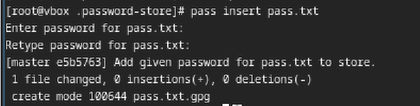 [root@vbox .password-store]# pass insert pass.txt
Enter password for pass.txt:
Retype password for pass.txt:
[master e5b5763] Add given password for pass.txt to store.
1 file changed, 0 insertions(+), 0 deletions(-)
create mode 100644 pass.txt.gpg